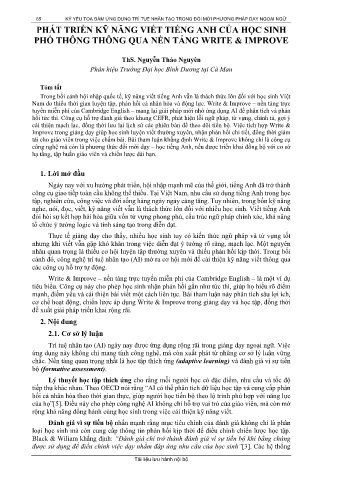 68 KỶ YẾU TỌA ĐÀM ỨNG DỤNG TRÍ TUỆ NHÂN TẠO TRONG ĐỔI MỚI PHƯƠNG PHÁP DẠY NGOẠI NGỮ
PHÁT TRIỂN KỸ NĂNG VIẾT TIẾNG ANH CỦA HỌC SINH
PHỔ THÔNG THÔNG QUA NỀN TẢNG WRITE & IMPROVE
ThS. Nguyễn Thảo Nguyên
Phân hiệu Trường Đại học Bình Dương tại Cà Mau
Tóm tắt
Trong bối cảnh hội nhập quốc tế, kỹ năng viết tiếng Anh vẫn là thách thức lớn đối với học sinh Việt
Nam do thiếu thời gian luyện tập, phản hồi cá nhân hóa và động lực. Write & Improve – nền tảng trực
tuyến miễn phí của Cambridge English – mang lại giải pháp mới nhờ ứng dụng AI để phân tích và phản
hồi tức thì. Công cụ hỗ trợ đánh giá theo khung CEFR, phát hiện lỗi ngữ pháp, từ vựng, chính tả, gợi ý
cải thiện mạch lạc, đồng thời lưu lại lịch sử các phiên bản để theo dõi tiến bộ. Việc tích hợp Write &
Improve trong giảng dạy giúp học sinh luyện viết thường xuyên, nhận phản hồi chi tiết, đồng thời giảm
tải cho giáo viên trong việc chấm bài. Bài tham luận khẳng định Write & Improve không chỉ là công cụ
công nghệ mà còn là phương thức đổi mới dạy – học tiếng Anh, nếu được triển khai đồng bộ với cơ sở
hạ tầng, tập huấn giáo viên và chiến lược dài hạn.
1. Lời mở đầu
Ngày nay với xu hướng phát triển, hội nhập mạnh mẽ của thế giới, tiếng Anh đã trở thành
công cụ giao tiếp toàn cầu không thể thiếu. Tại Việt Nam, nhu cầu sử dụng tiếng Anh trong học
tập, nghiên cứu, công việc và đời sống hàng ngày ngày càng tăng. Tuy nhiên, trong bốn kỹ năng
nghe, nói, đọc, viết, kỹ năng viết vẫn là thách thức lớn đối với nhiều học sinh. Viết tiếng Anh
đòi hỏi sự kết hợp hài hòa giữa vốn từ vựng phong phú, cấu trúc ngữ pháp chính xác, khả năng
tổ chức ý tưởng logic và tính sáng tạo trong diễn đạt.
Thực tế giảng dạy cho thấy, nhiều học sinh tuy có kiến thức ngữ pháp và từ vựng tốt
nhưng khi viết vẫn gặp khó khăn trong việc diễn đạt ý tưởng rõ ràng, mạch lạc. Một nguyên
nhân quan trọng là thiếu cơ hội luyện tập thường xuyên và thiếu phản hồi kịp thời. Trong bối
cảnh đó, công nghệ trí tuệ nhân tạo (AI) mở ra cơ hội mới để cải thiện kỹ năng viết thông qua
các công cụ hỗ trợ tự động.
Write & Improve – nền tảng trực tuyến miễn phí của Cambridge English – là một ví dụ
tiêu biểu. Công cụ này cho phép học sinh nhận phản hồi gần như tức thì, giúp họ hiểu rõ điểm
mạnh, điểm yếu và cải thiện bài viết một cách liên tục. Bài tham luận này phân tích sâu lợi ích,
cơ chế hoạt động, chiến lược áp dụng Write & Improve trong giảng dạy và học tập, đồng thời
đề xuất giải pháp triển khai rộng rãi.
2. Nội dung
2.1. Cơ sở lý luận
Trí tuệ nhân tạo (AI) ngày nay được ứng dụng rộng rãi trong giảng dạy ngoại ngữ. Việc
ứng dụng này không chỉ mang tính công nghệ, mà còn xuất phát từ những cơ sở lý luận vững
chắc. Nền tảng quan trọng nhất là học tập thích ứng (adaptive learning) và đánh giá vì sự tiến
bộ (formative assessment).
Lý thuyết học tập thích ứng cho rằng mỗi người học có đặc điểm, nhu cầu và tốc độ
tiếp thu khác nhau. Theo OECD nói rằng “AI có thể phân tích dữ liệu học tập và cung cấp phản
hồi cá nhân hóa theo thời gian thực, giúp người học tiến bộ theo lộ trình phù hợp với năng lực
của họ”[5]. Điều này cho phép công nghệ AI không chỉ hỗ trợ vai trò của giáo viên, mà còn mở
rộng khả năng đồng hành cùng học sinh trong việc cải thiện kỹ năng viết.
Đánh giá vì sự tiến bộ nhấn mạnh rằng mục tiêu chính của đánh giá không chỉ là phân
loại học sinh mà còn cung cấp thông tin phản hồi kịp thời để điều chỉnh chiến lược học tập.
Black & Wiliam khẳng định: “Đánh giá chỉ trở thành đánh giá vì sự tiến bộ khi bằng chứng
được sử dụng để điều chỉnh việc dạy nhằm đáp ứng nhu cầu của học sinh”[3]. Các hệ thống
Tài liệu lưu hành nội bộ